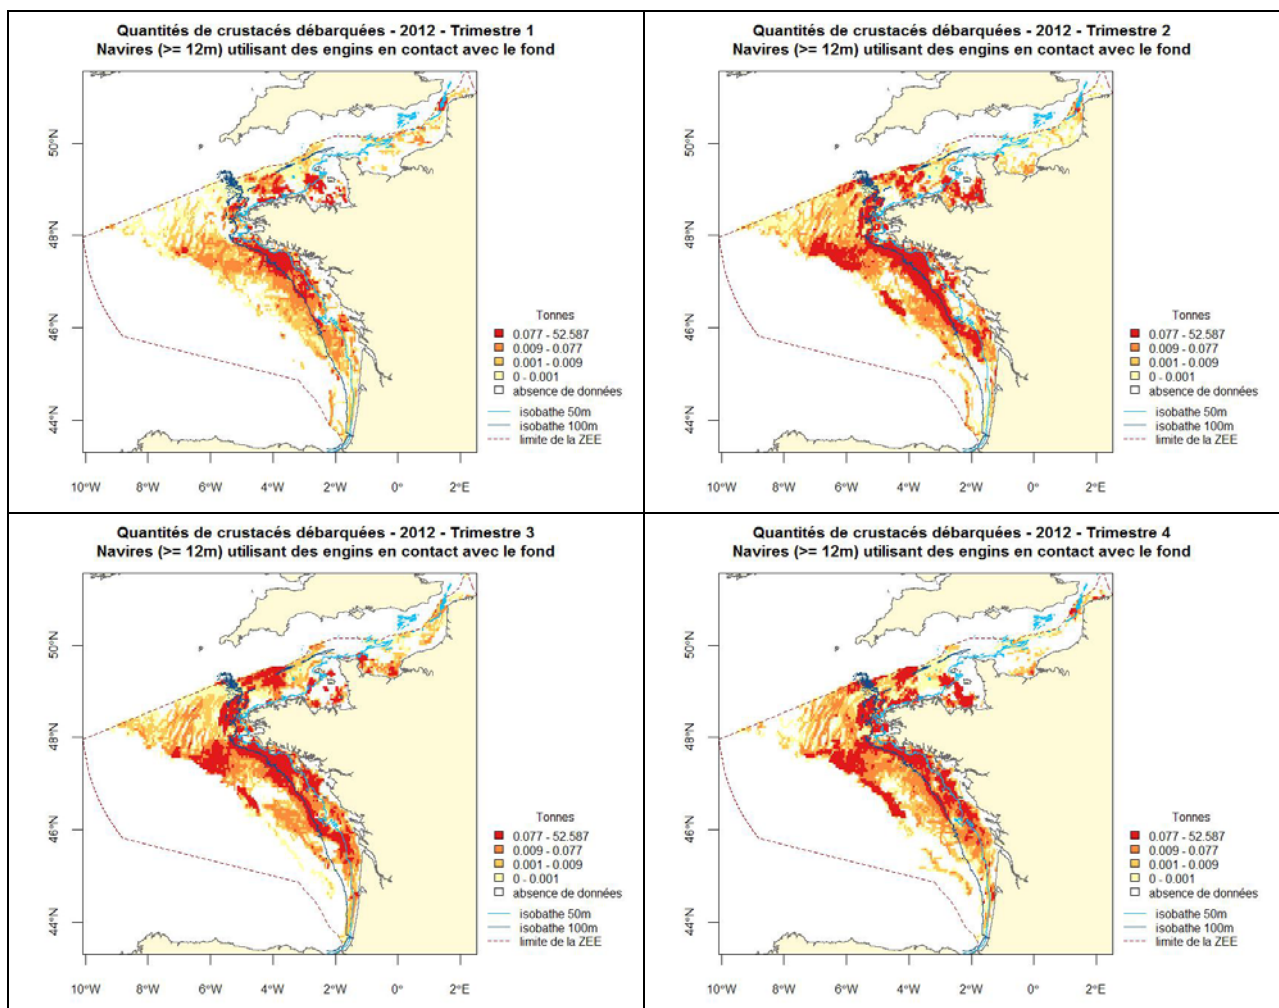 Quantités de crustacés débarquées - 2012 - Trimestre 1
Navires (>= 12m) utilisant des engins en contact avec le fond
50°N
48°N
46°N
44°N
10°W 8°W 6°W 4°W 2°W 0° 2°E
Tonnes
0.077 - 52.587
0.009 - 0.077
0.001 - 0.009
0 - 0.001
absence de données
isobathe 50m
isobathe 100m
limite de la ZEE
Quantités de crustacés débarquées - 2012 - Trimestre 2
Navires (>= 12m) utilisant des engins en contact avec le fond
50°N
48°N
46°N
44°N
10°W 8°W 6°W 4°W 2°W 0° 2°E
Tonnes
0.077 - 52.587
0.009 - 0.077
0.001 - 0.009
0 - 0.001
absence de données
isobathe 50m
isobathe 100m
limite de la ZEE
Quantités de crustacés débarquées - 2012 - Trimestre 3
Navires (>= 12m) utilisant des engins en contact avec le fond
50°N
48°N
46°N
44°N
10°W 8°W 6°W 4°W 2°W 0° 2°E
Tonnes
0.077 - 52.587
0.009 - 0.077
0.001 - 0.009
0 - 0.001
absence de données
isobathe 50m
isobathe 100m
limite de la ZEE
Quantités de crustacés débarquées - 2012 - Trimestre 4
Navires (>= 12m) utilisant des engins en contact avec le fond
50°N
48°N
46°N
44°N
10°W 8°W 6°W 4°W 2°W 0° 2°E
Tonnes
0.077 - 52.587
0.009 - 0.077
0.001 - 0.009
0 - 0.001
absence de données
isobathe 50m
isobathe 100m
limite de la ZEE